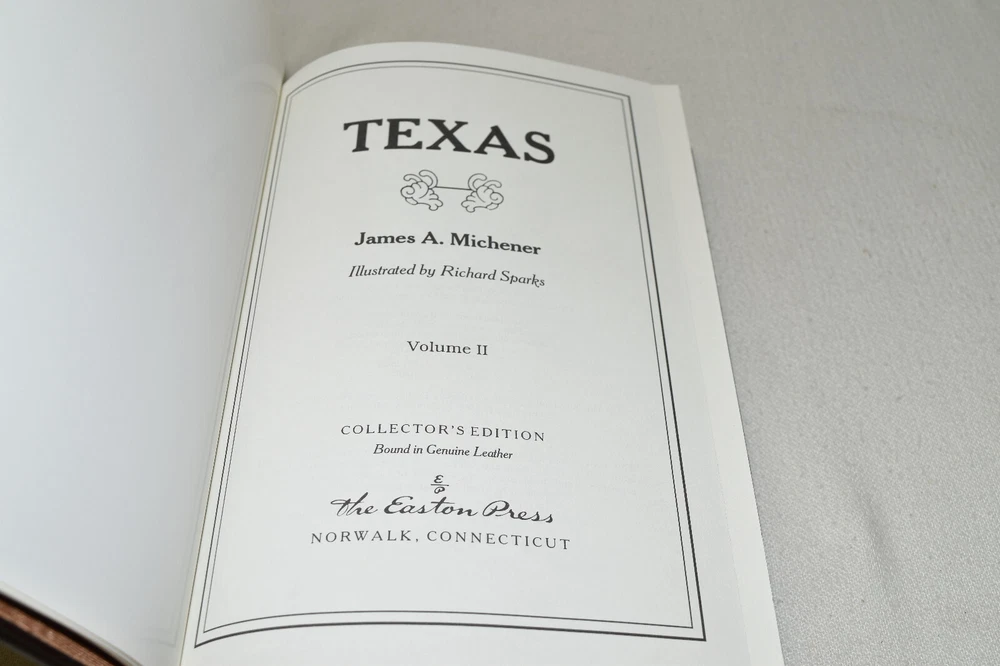 TEXAS
James A. Michener
Illustrated by Richard Sparks
Volume II
COLLECTOR'S EDITION
Bound in Genuine Leather
E
P
the Easton Press
NORWALK, CONNECTICUT